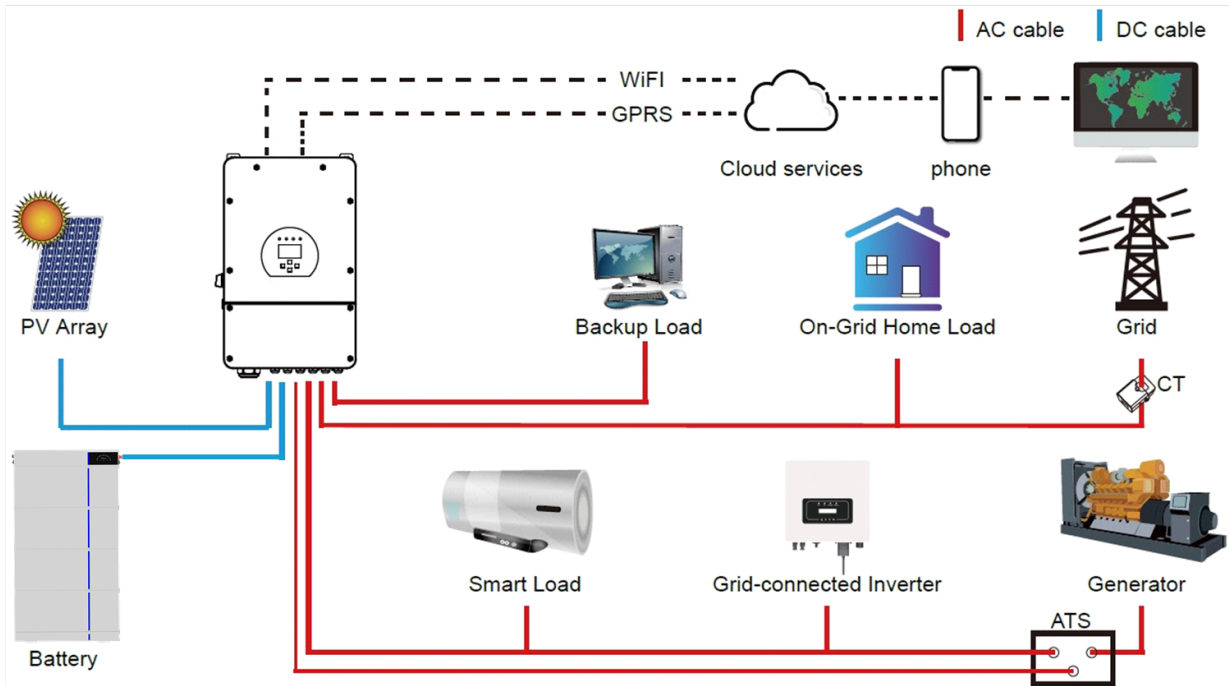 AC cable
DC cable
WiFI
GPRS
Cloud services
phone
PV Array
Backup Load
On-Grid Home Load
Grid
CT
Smart Load
Grid-connected Inverter
Generator
ATS
Battery